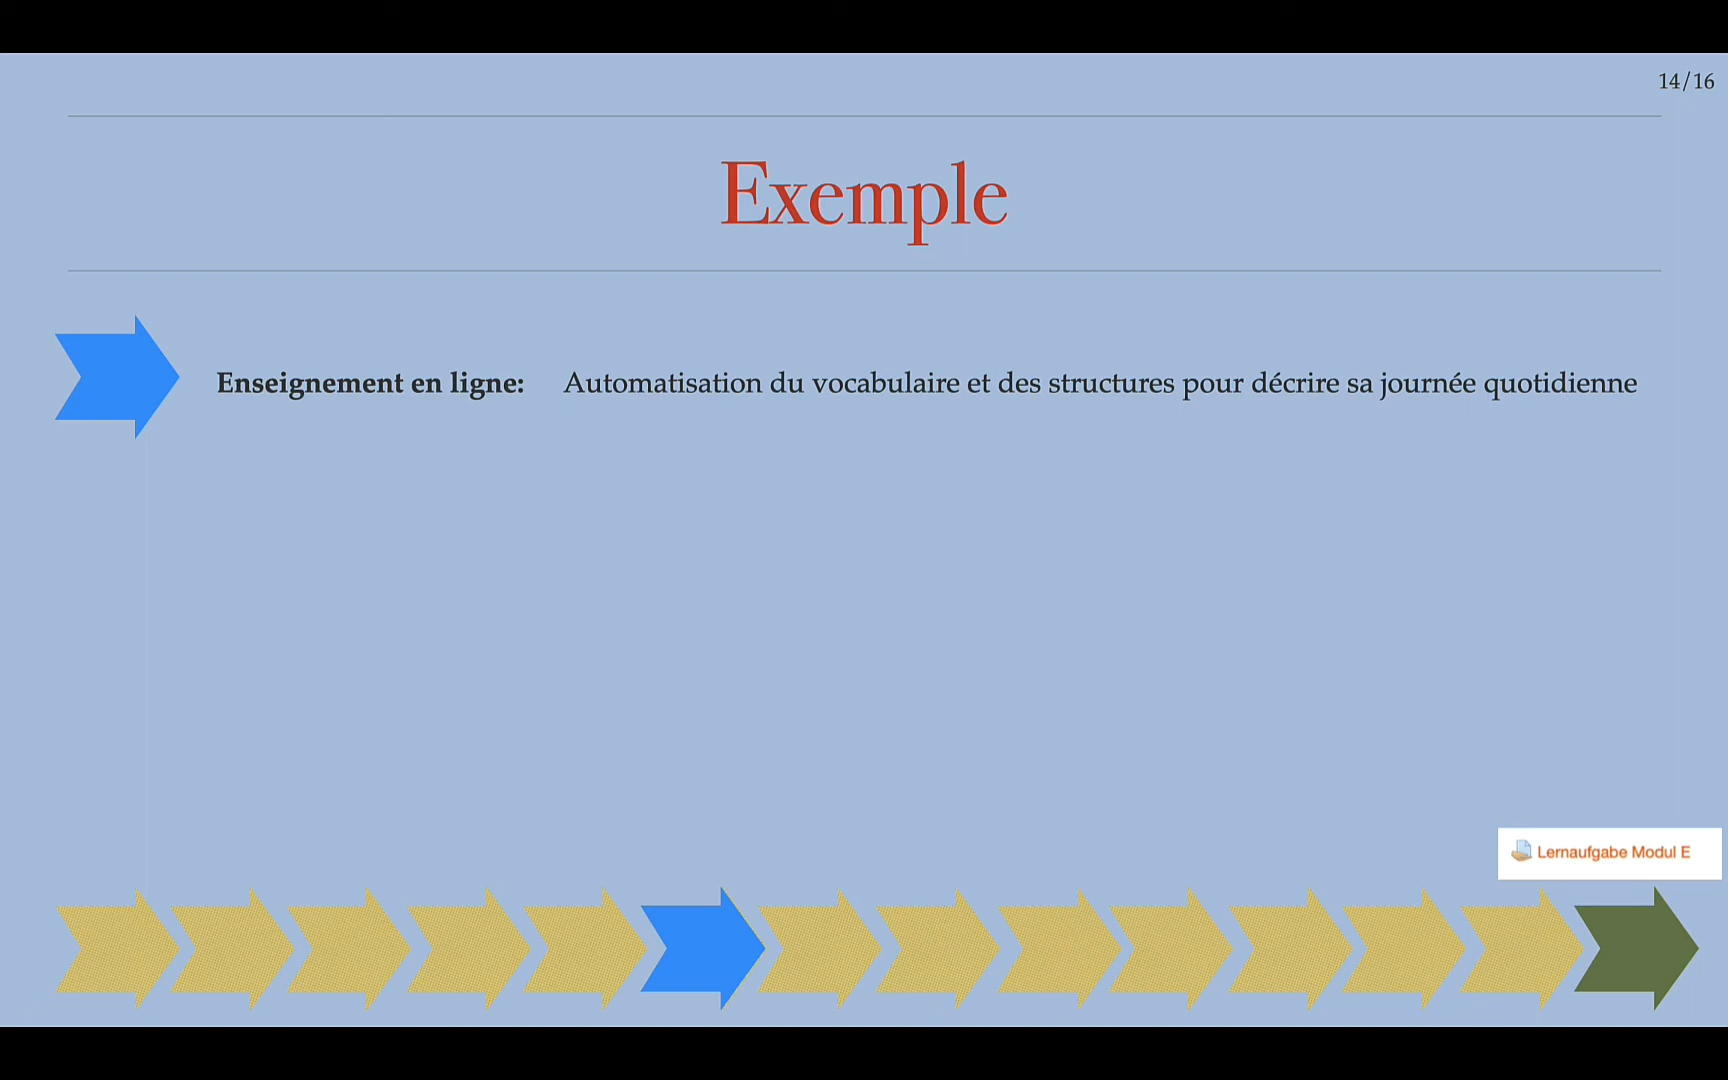 14/16
Exemple
Enseignement en ligne: Automatisation du vocabulaire et des structures pour décrire sa journée quotidienne
Lernaufgabe Modul E